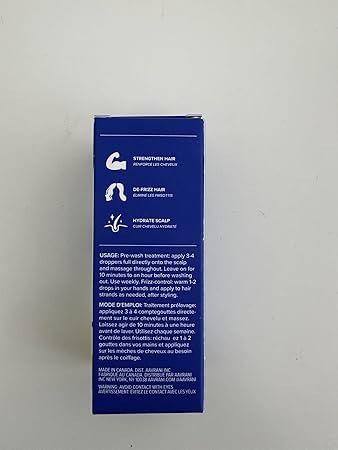 STRENGTHEN HAIR
RENFORCE LES CHEVEUX
DE-FRIZZ HAIR
ÉLIMINE LES FRISOTTIS
HYDRATE SCALP
CUIR CHEVELU HYDRATÉ
USAGE: Pre-wash treatment: apply 3-4
droppers full directly onto the scalp
and massage throughout. Leave on for
10 minutes to an hour before washing
out. Use weekly. Frizz-control: warm 1-2
drops in your hands and apply to hair
strands as needed, after styling.
MODE D'EMPLOI: Traitement prélavage:
appliquez 3 à 4 comptegouttes directement
sur le cuir chevelu et massez.
Laissez agir de 10 minutes à une heure
avant de laver. Utilisez chaque semaine.
Contrôle des frisottis: réchau ez 1 à 2
gouttes dans vos mains et appliquez
sur les mèches de cheveux au besoin
après le coiffage.
MADE IN CANADA. DIST. AAVRANI INC
FABRIQUÉ AU CANADA. DISTRIBUÉ PAR AAVRANI
INC NEW YORK, NY 10038 AAVRANI.COM @AAVRANI
WARNING: AVOID CONTACT WITH EYES
AVERTISSEMENT: ÉVITEZ LE CONTACT AVEC LES YEUX